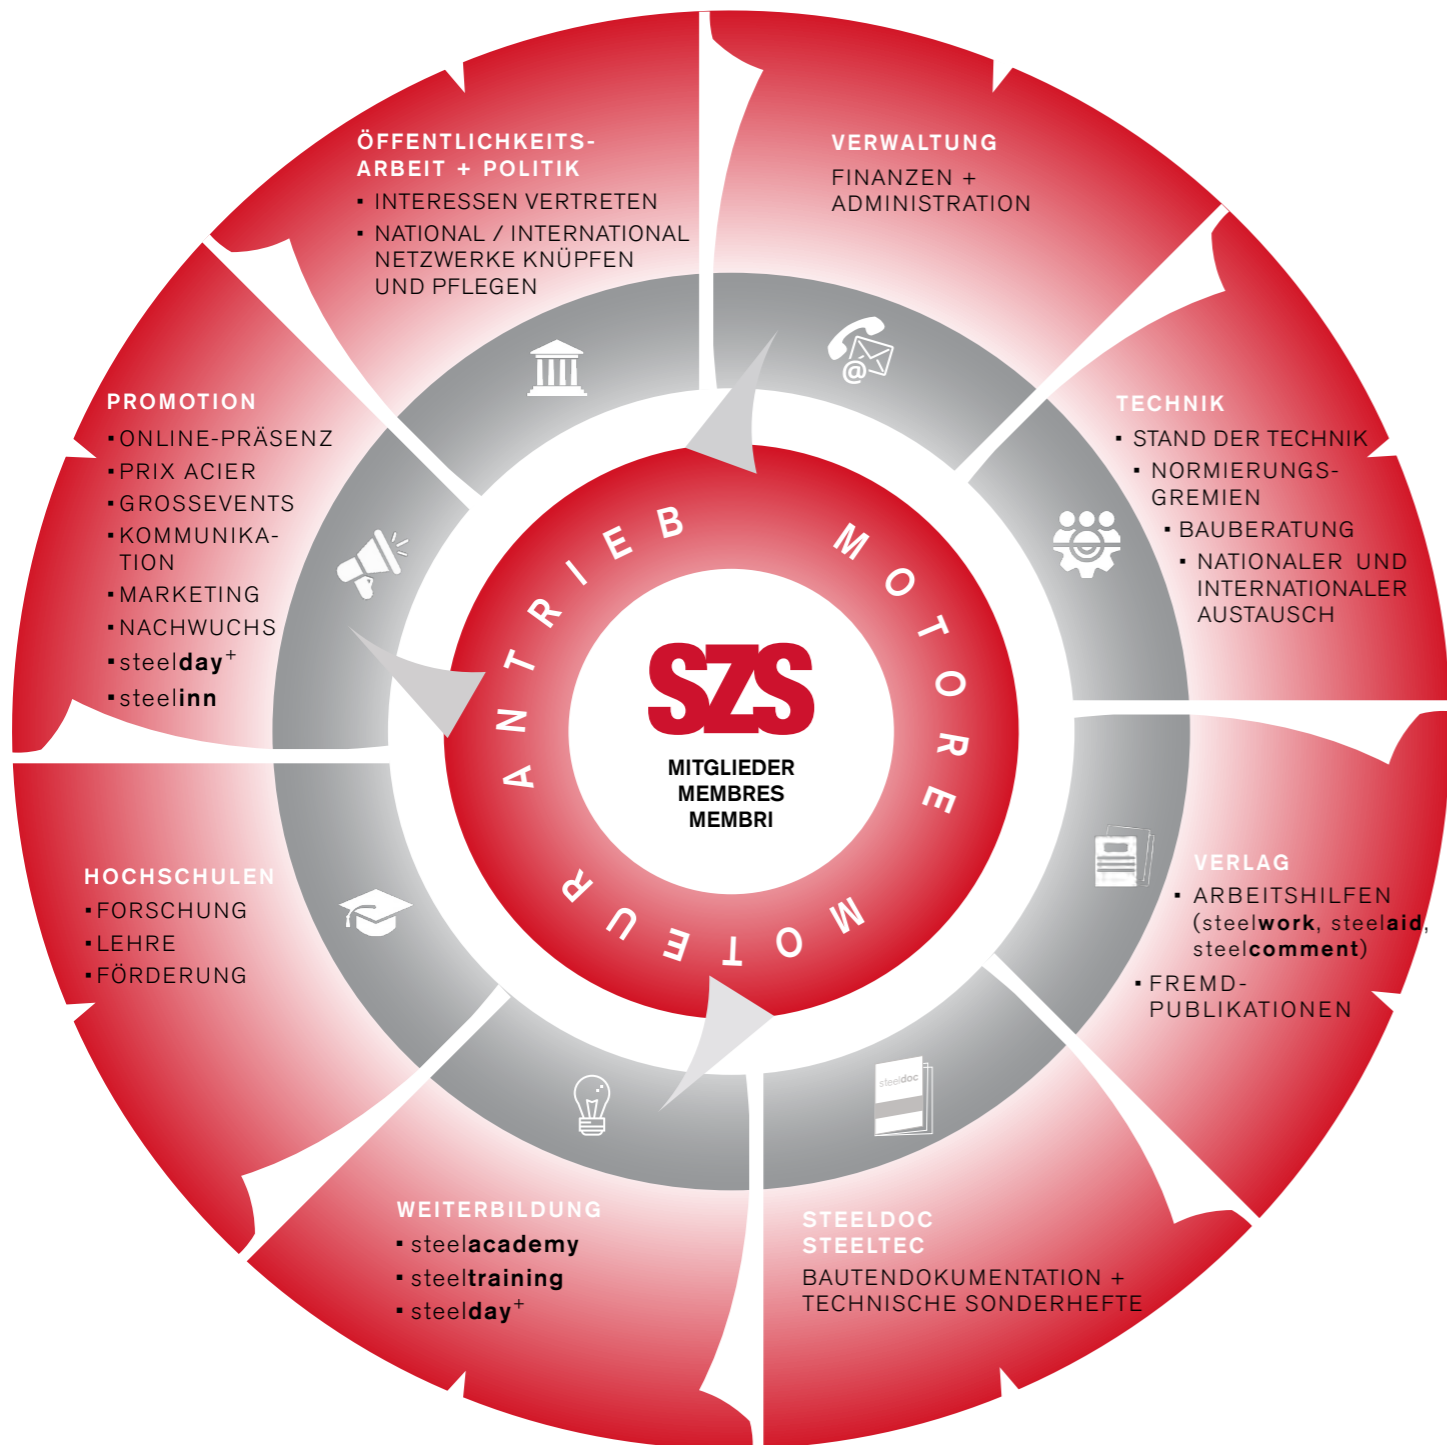 ÖFFENTLICHKEITS-
ARBEIT + POLITIK
▪ INTERESSEN VERTRETEN
▪ NATIONAL / INTERNATIONAL
NETZWERKE KNÜPFEN
UND PFLEGEN
VERWALTUNG
FINANZEN +
ADMINISTRATION
TECHNIK
▪ STAND DER TECHNIK
▪ NORMIERUNGS-
GREMIEN
▪ BAUBERATUNG
▪ NATIONALER UND
INTERNATIONALER
AUSTAUSCH
VERLAG
▪ ARBEITSHILFEN
(steelwork, steelaid,
steelcomment)
▪ FREMD-
PUBLIKATIONEN
STEELDOC
STEELTEC
BAUTENDOKUMENTATION +
TECHNISCHE SONDERHEFTE
steeldoc
WEITERBILDUNG
▪ steelacademy
▪ steeltraining
▪ steelday+
HOCHSCHULEN
▪ FORSCHUNG
▪ LEHRE
▪ FÖRDERUNG
PROMOTION
▪ ONLINE-PRÄSENZ
▪ PRIX ACIER
▪ GROSSEVENTS
▪ KOMMUNIKA-
TION
▪ MARKETING
▪ NACHWUCHS
▪ steelday+
▪ steelinn
@
ANTRIEB
MOTORE
MOTEUR
SZS
MITGLIEDER
MEMBRES
MEMBRI